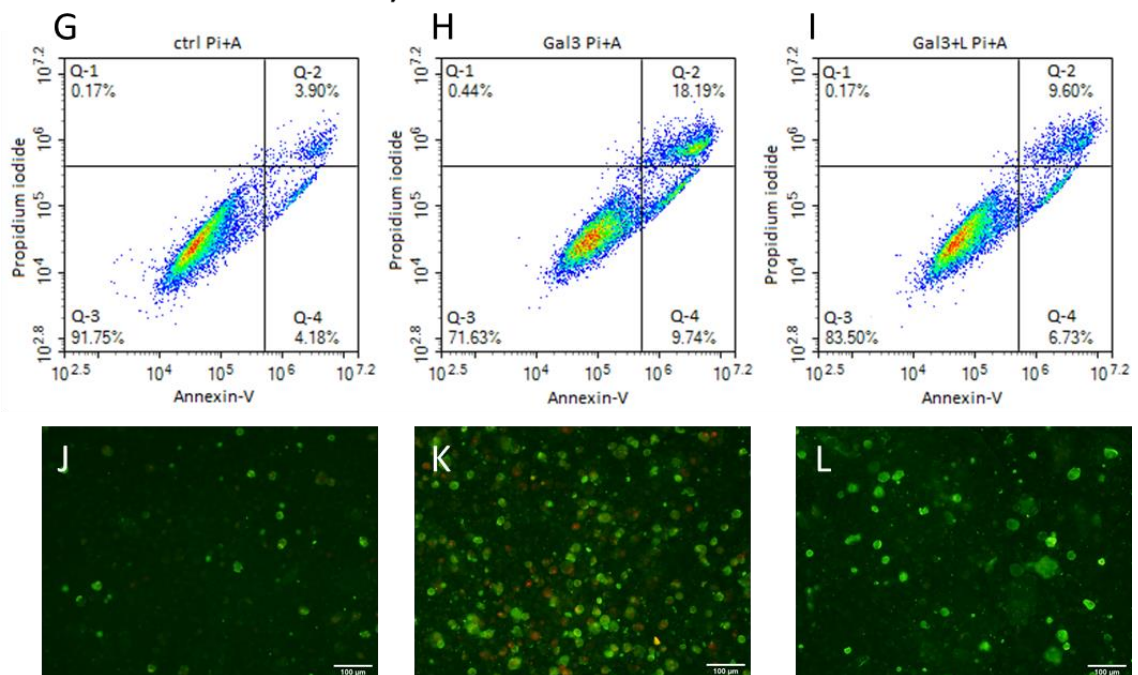 G
H
I
ctrl Pi+A
Gal3 Pi+A
Gal3+L Pi+A
Propidium iodide
10^7.2
10^6
10^5
10^4
10^2.8
Q-1
0.17%
Q-2
3.90%
Q-3
91.75%
Q-4
4.18%
10^2.5 10^4 10^5 10^6 10^7.2
Annexin-V
Propidium iodide
10^7.2
10^6
10^5
10^4
10^2.8
Q-1
0.44%
Q-2
18.19%
Q-3
71.63%
Q-4
9.74%
10^2.5 10^4 10^5 10^6 10^7.2
Annexin-V
Propidium iodide
10^7.2
10^6
10^5
10^4
10^2.8
Q-1
0.17%
Q-2
9.60%
Q-3
83.50%
Q-4
6.73%
10^2.5 10^4 10^5 10^6 10^7.2
Annexin-V
J
100 μm
K
100 μm
L
100 μm